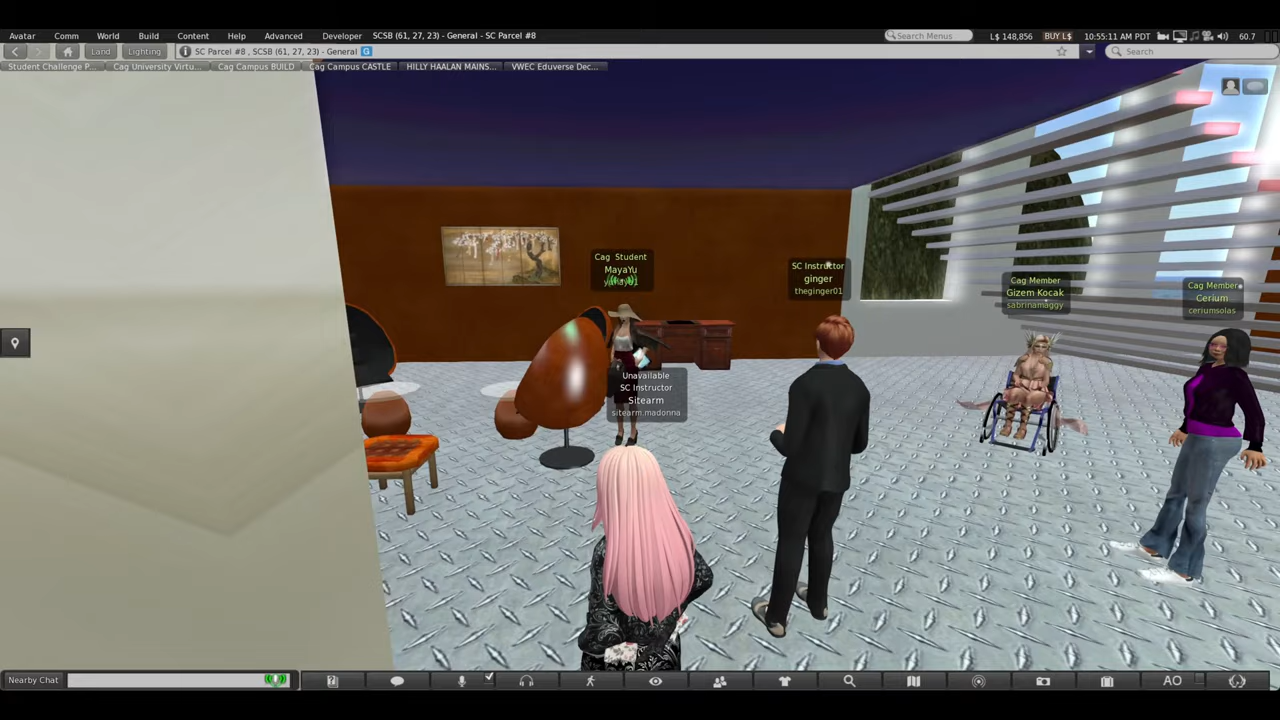 Avatar Comm World Build Content Help Advanced Developer SCSB (61, 27, 23) - General - SC Parcel #8 Search Menus L$ 148,856 BUY L$ 10:55:11 AM PDT 60.7
Land Lighting SC Parcel #8 , SCSB (61, 27, 23) - General G Search
Student Challenge P... Cag University Virtu... Cag Campus BUILD Cag Campus CASTLE HILLY HAALAN MAINS... VWEC Eduverse Dec...
Cag Student
MayaYu
SC Instructor
ginger
theginger01
Cag Member
Gizem Kocak
sabrinamaggy
Cag Member
Cerium
ceriumsolas
Unavailable
SC Instructor
Sitearm
sitearm.madonna
Nearby Chat AO